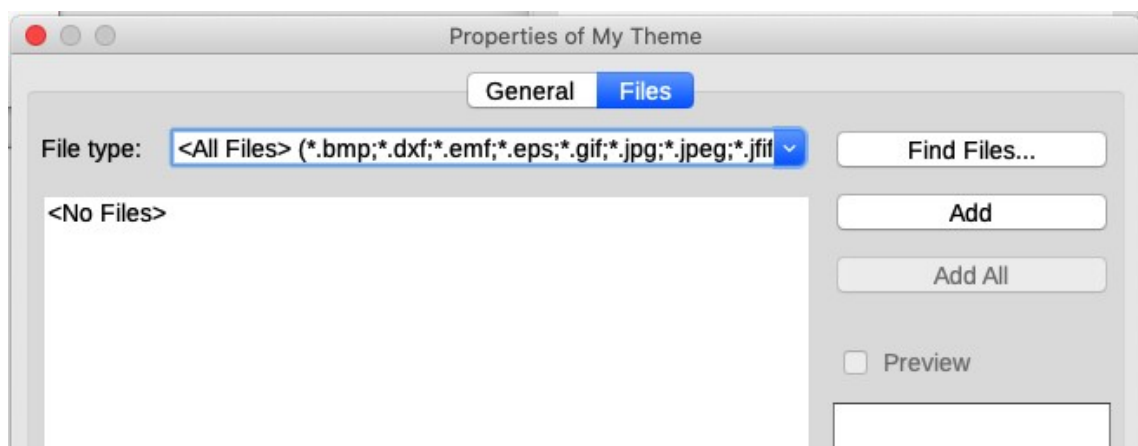 Properties of My Theme
General Files
File type: <All Files> (*.bmp;*.dxf;*.emf;*.eps;*.gif;*.jpg;*.jpeg;*.jfif Find Files...
<No Files> Add
Add All
Preview